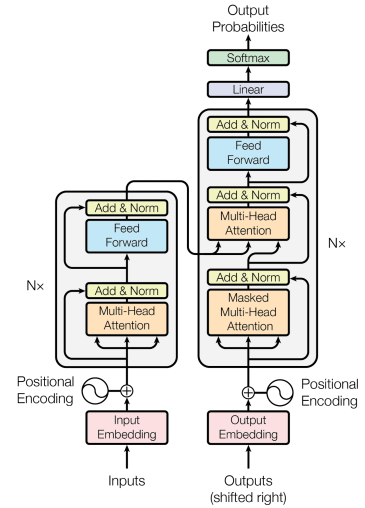 Output
Probabilities
Softmax
Linear
Add & Norm
Feed
Forward
Add & Norm
Multi-Head
Attention
Add & Norm
Masked
Multi-Head
Attention
N×
Add & Norm
Feed
Forward
Add & Norm
Multi-Head
Attention
N×
Positional
Encoding
Positional
Encoding
Input
Embedding
Output
Embedding
Inputs
Outputs
(shifted right)